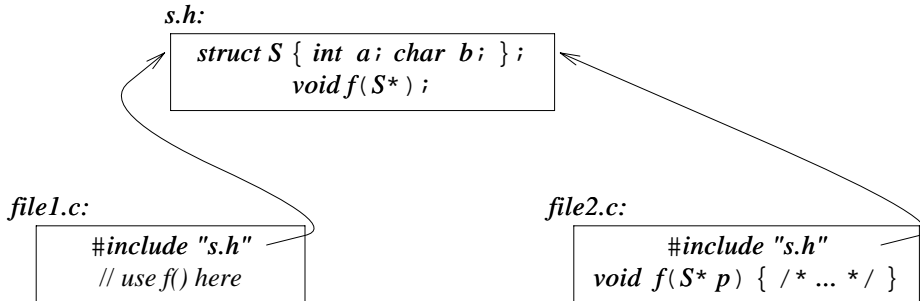 s.h:
struct S { int a; char b; };
void f(S*);
file1.c:
#include "s.h"
// use f() here
file2.c:
#include "s.h"
void f(S* p) { /* ... */ }